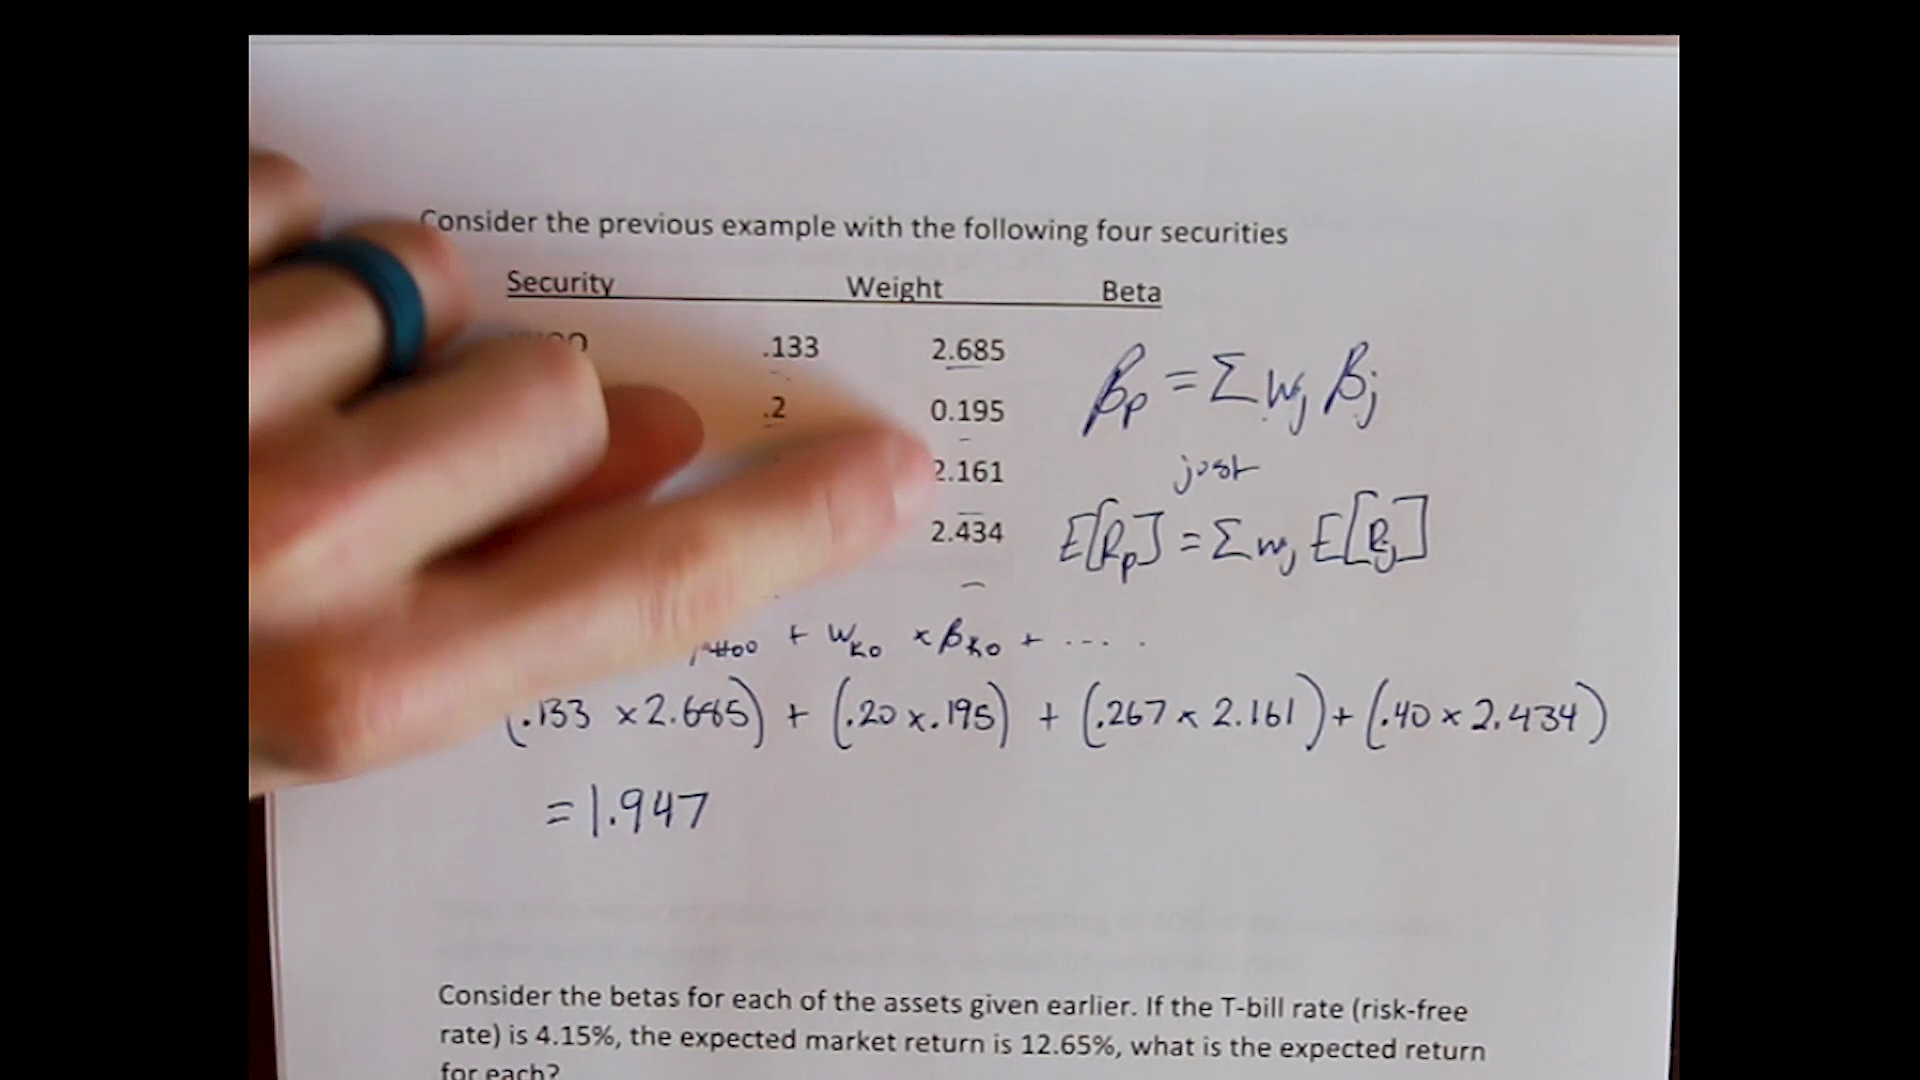 Consider the previous example with the following four securities
Security Weight Beta
.133 2.685
.2 0.195
2.161
2.434
βp = Σ wj βj
just
E[Rp] = Σ wj E[Rj]
+ wKO × βKO + ....
(.133 × 2.685) + (.20 × .195) + (.267 × 2.161) + (.40 × 2.434)
= 1.947
Consider the betas for each of the assets given earlier. If the T-bill rate (risk-free
rate) is 4.15%, the expected market return is 12.65%, what is the expected return
for each?